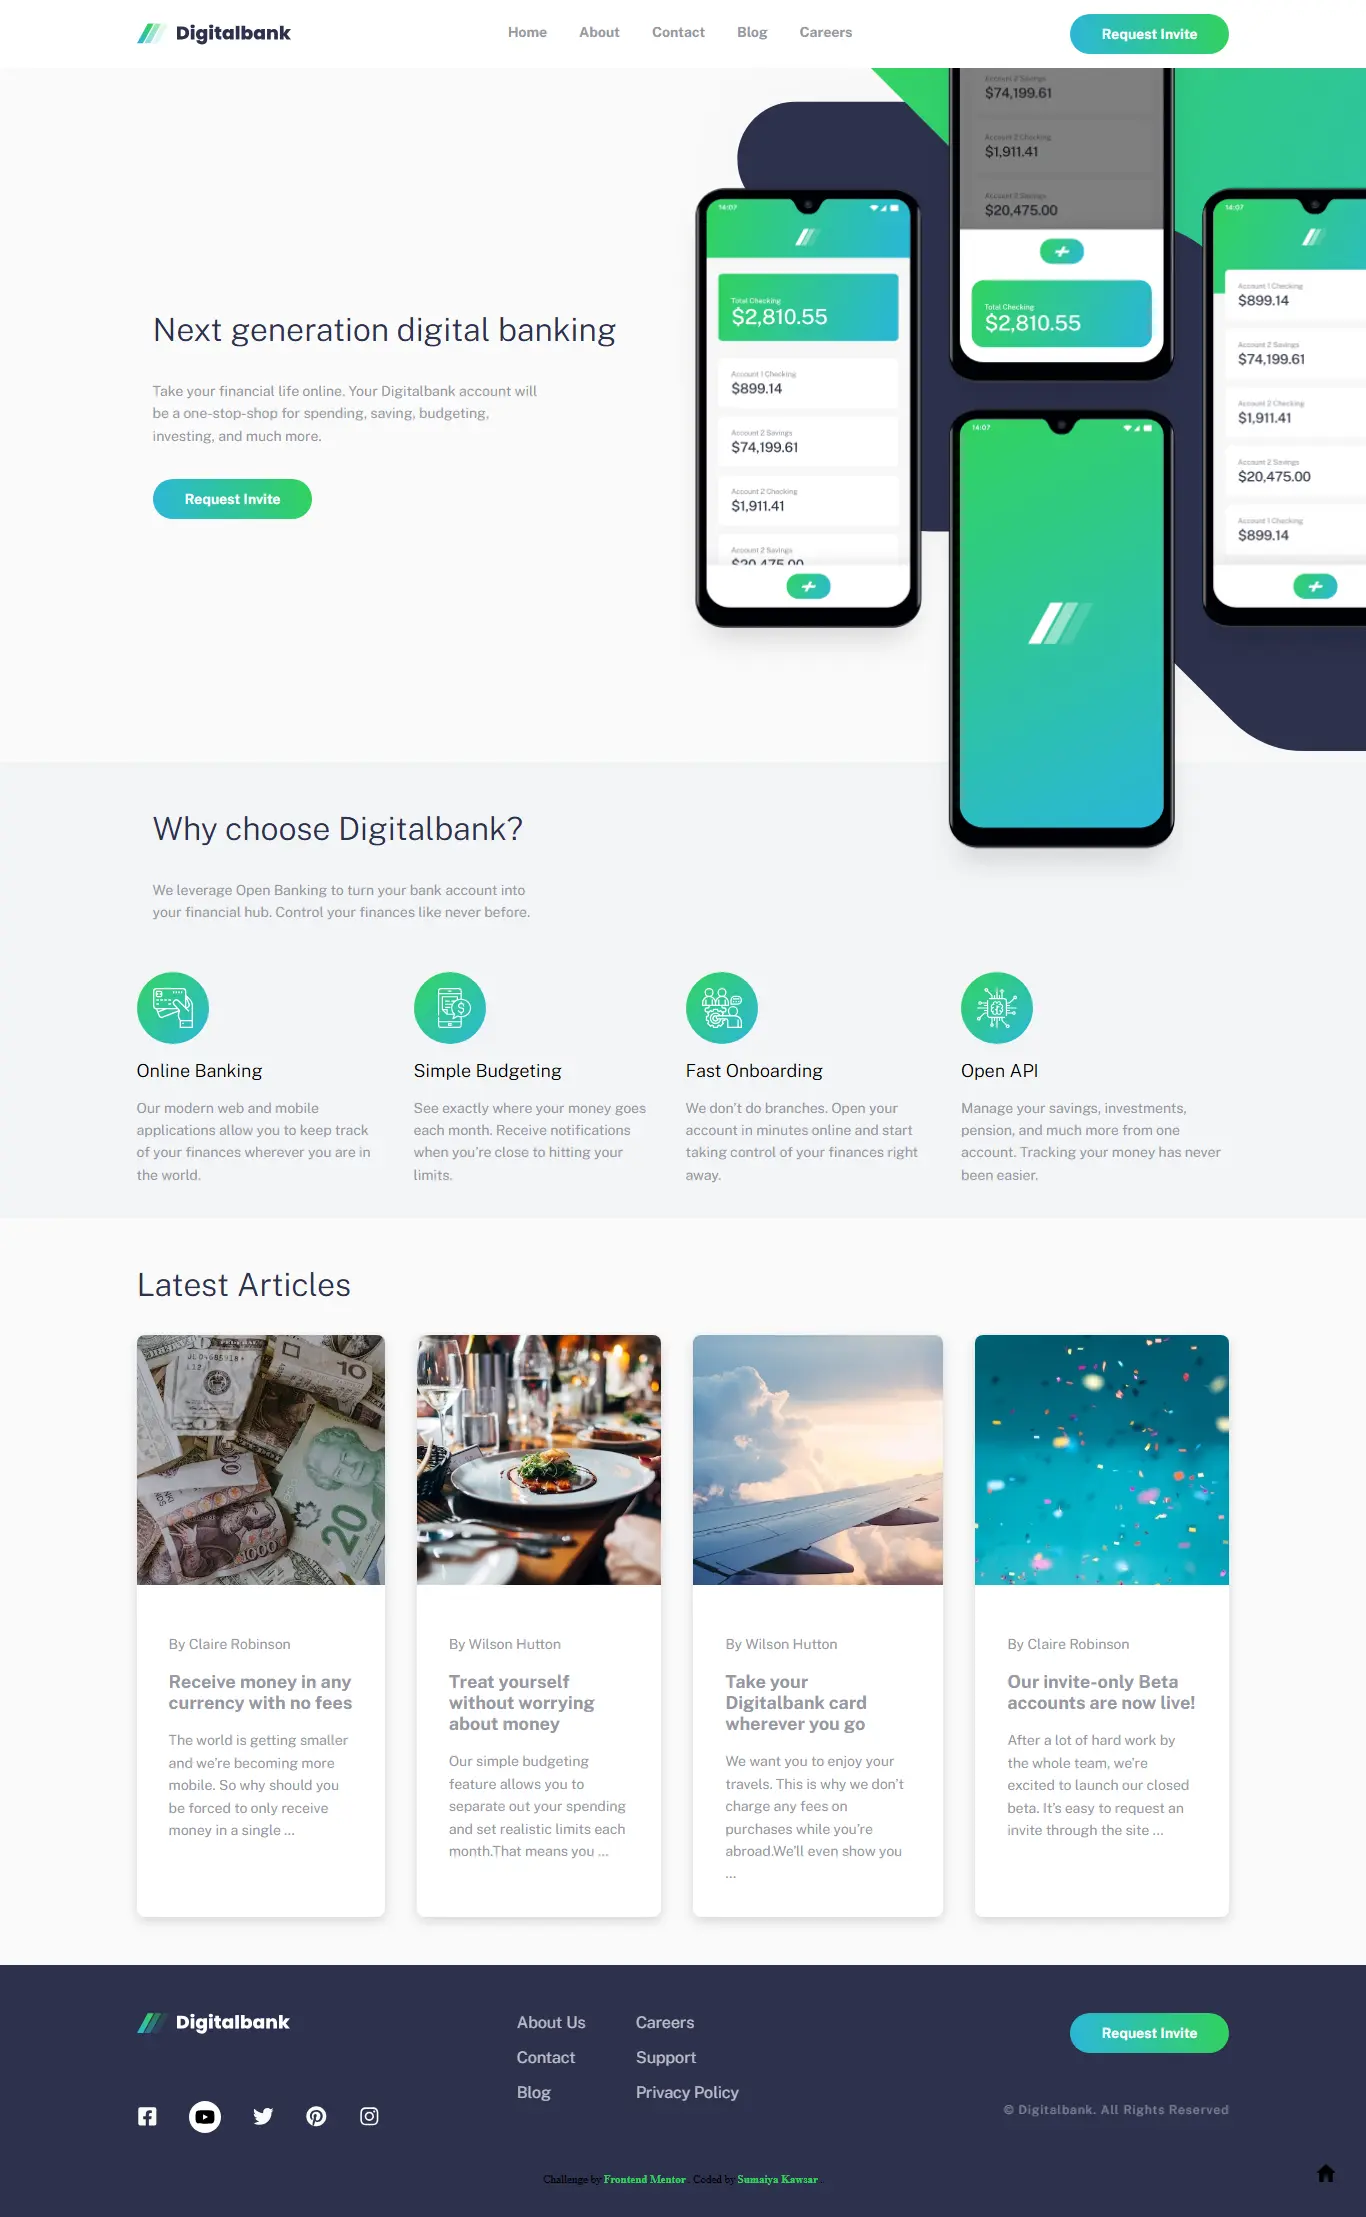 Digitalbank
Home About Contact Blog Careers
Request Invite
Account 2 Savings
$74,199.61
Account 2 Checking
$1,911.41
Account 2 Savings
$20,475.00
Total Checking
$2,810.55
14:07
Total Checking
$2,810.55
Account 1 Checking
$899.14
Account 2 Savings
$74,199.61
Account 2 Checking
$1,911.41
Account 2 Savings
$20,475.00
14:07
Account 1 Checking
$899.14
Account 2 Savings
$74,199.61
Account 2 Checking
$1,911.41
Account 2 Savings
$20,475.00
Account 1 Checking
$899.14
14:07
Next generation digital banking
Take your financial life online. Your Digitalbank account will
be a one-stop-shop for spending, saving, budgeting,
investing, and much more.
Request Invite
Why choose Digitalbank?
We leverage Open Banking to turn your bank account into
your financial hub. Control your finances like never before.
Online Banking
Our modern web and mobile
applications allow you to keep track
of your finances wherever you are in
the world.
Simple Budgeting
See exactly where your money goes
each month. Receive notifications
when you’re close to hitting your
limits.
Fast Onboarding
We don’t do branches. Open your
account in minutes online and start
taking control of your finances right
away.
Open API
Manage your savings, investments,
pension, and much more from one
account. Tracking your money has never
been easier.
Latest Articles
10
20
1000
By Claire Robinson
Receive money in any
currency with no fees
The world is getting smaller
and we’re becoming more
mobile. So why should you
be forced to only receive
money in a single ...
By Wilson Hutton
Treat yourself
without worrying
about money
Our simple budgeting
feature allows you to
separate out your spending
and set realistic limits each
month.That means you ...
By Wilson Hutton
Take your
Digitalbank card
wherever you go
We want you to enjoy your
travels. This is why we don’t
charge any fees on
purchases while you’re
abroad.We’ll even show you
...
By Claire Robinson
Our invite-only Beta
accounts are now live!
After a lot of hard work by
the whole team, we’re
excited to launch our closed
beta. It’s easy to request an
invite through the site ...
Digitalbank
About Us
Contact
Blog
Careers
Support
Privacy Policy
Request Invite
© Digitalbank. All Rights Reserved
Challenge by Frontend Mentor. Coded by Sumaiya Kawsar.